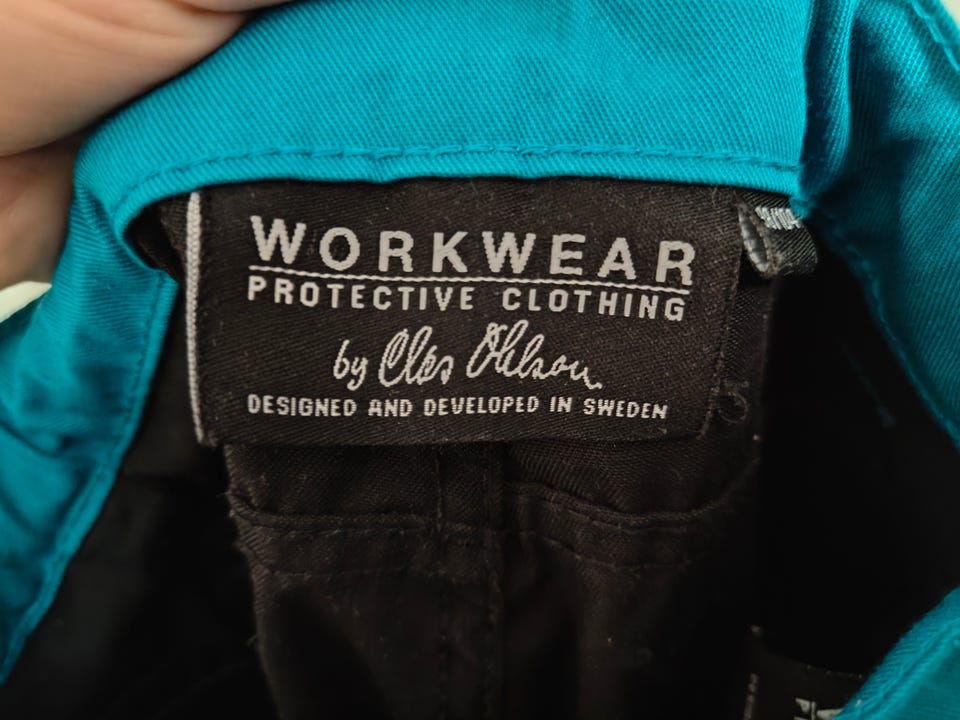 WORKWEAR
PROTECTIVE CLOTHING
by Clas Ohlson
DESIGNED AND DEVELOPED IN SWEDEN